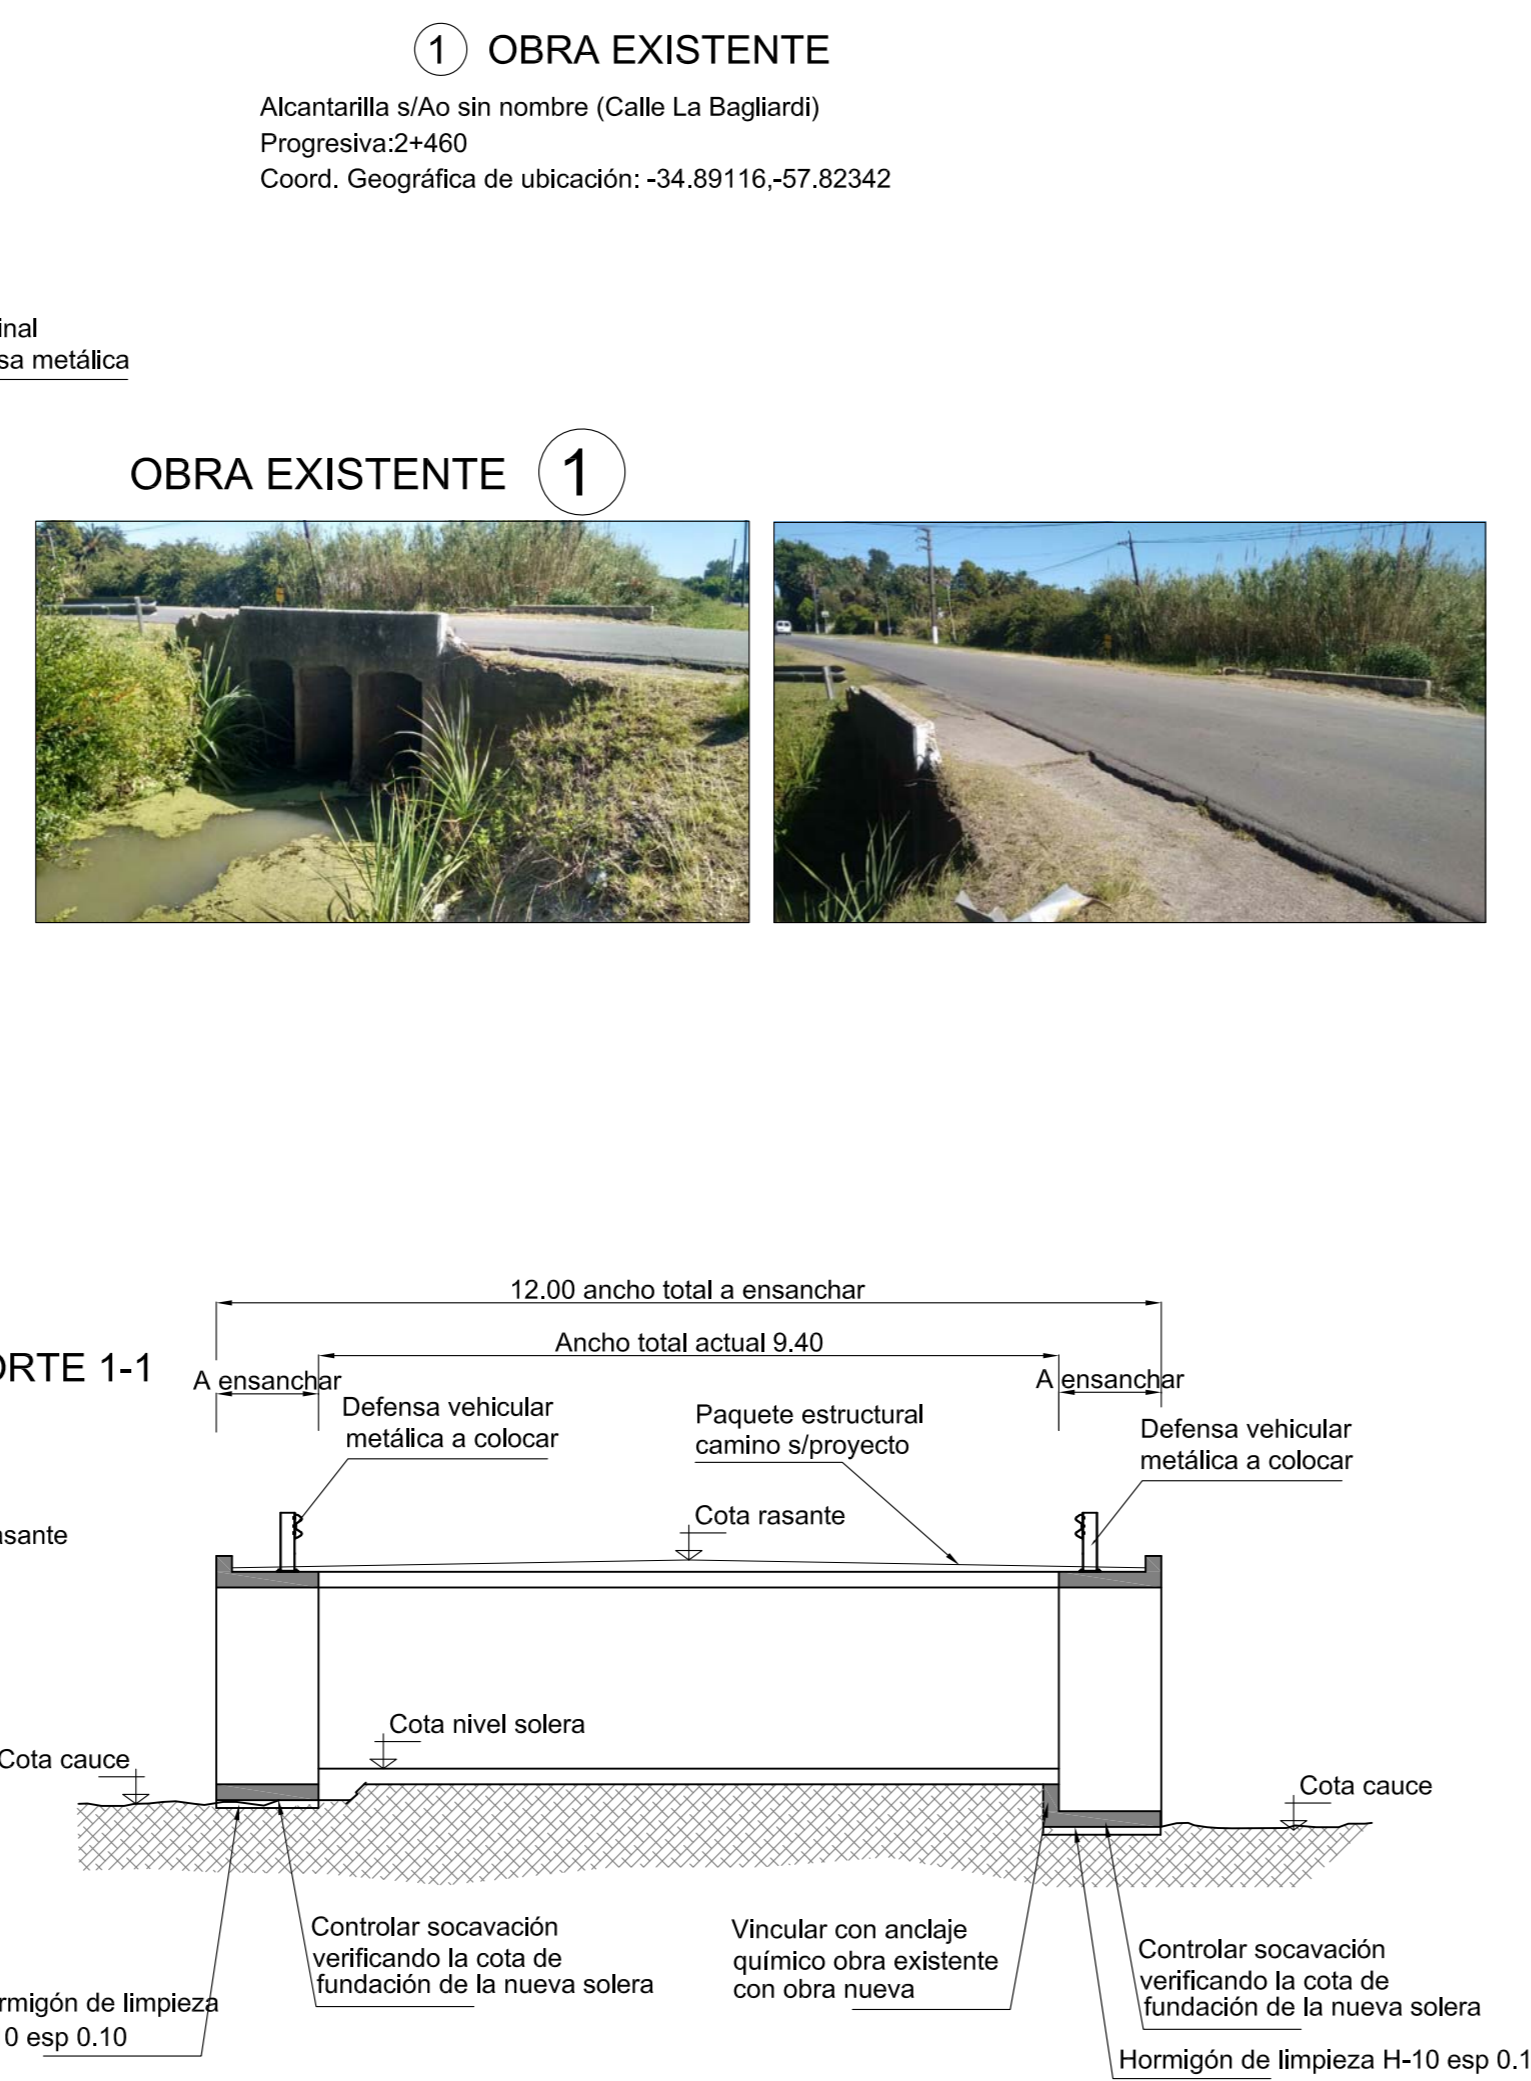 1 OBRA EXISTENTE
Alcantarilla s/Ao sin nombre (Calle La Bagliardi)
Progresiva:2+460
Coord. Geográfica de ubicación: -34.89116,-57.82342
inal
sa metálica
OBRA EXISTENTE 1
12.00 ancho total a ensanchar
Ancho total actual 9.40
ORTE 1-1
A ensanchar
A ensanchar
Defensa vehicular
metálica a colocar
Paquete estructural
camino s/proyecto
Defensa vehicular
metálica a colocar
Cota rasante
asante
Cota nivel solera
Cota cauce
Cota cauce
Controlar socavación
verificando la cota de
fundación de la nueva solera
Vincular con anclaje
químico obra existente
con obra nueva
Controlar socavación
verificando la cota de
fundación de la nueva solera
rmigón de limpieza
0 esp 0.10
Hormigón de limpieza H-10 esp 0.1